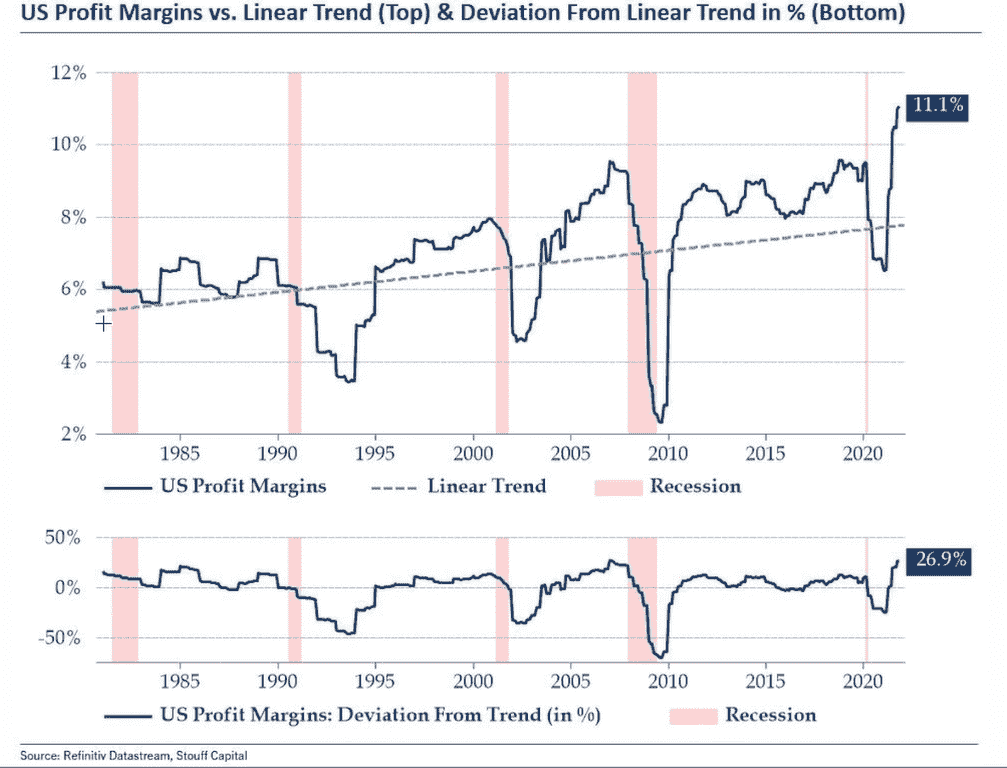 US Profit Margins vs. Linear Trend (Top) & Deviation From Linear Trend in % (Bottom)
12%
11.1%
10%
8%
6%
4%
2%
1985 1990 1995 2000 2005 2010 2015 2020
US Profit Margins Linear Trend Recession
50%
26.9%
0%
-50%
1985 1990 1995 2000 2005 2010 2015 2020
US Profit Margins: Deviation From Trend (in %) Recession
Source: Refinitiv Datastream, Stouff Capital